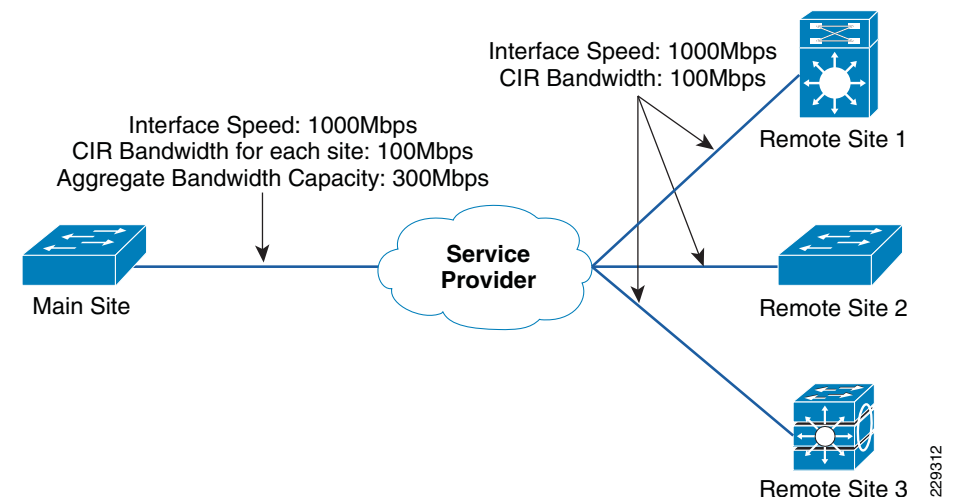 Interface Speed: 1000Mbps
CIR Bandwidth: 100Mbps
Remote Site 1
Interface Speed: 1000Mbps
CIR Bandwidth for each site: 100Mbps
Aggregate Bandwidth Capacity: 300Mbps
Service
Provider
Main Site
Remote Site 2
Remote Site 3
229312